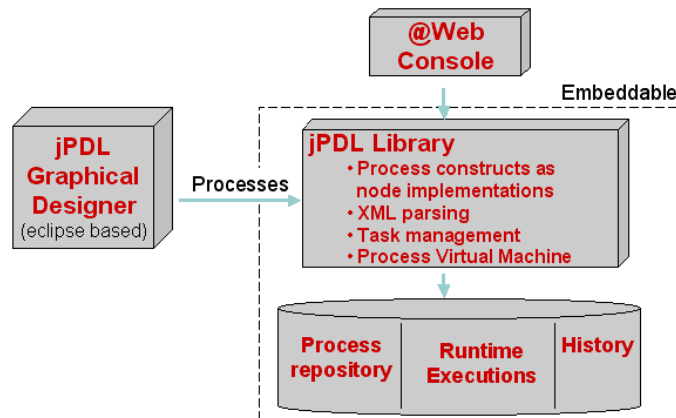 @Web
Console
Embeddable
jPDL
Graphical
Designer
(eclipse based)
Processes
jPDL Library
• Process constructs as
node implementations
• XML parsing
• Task management
• Process Virtual Machine
Process
repository
Runtime
Executions
History